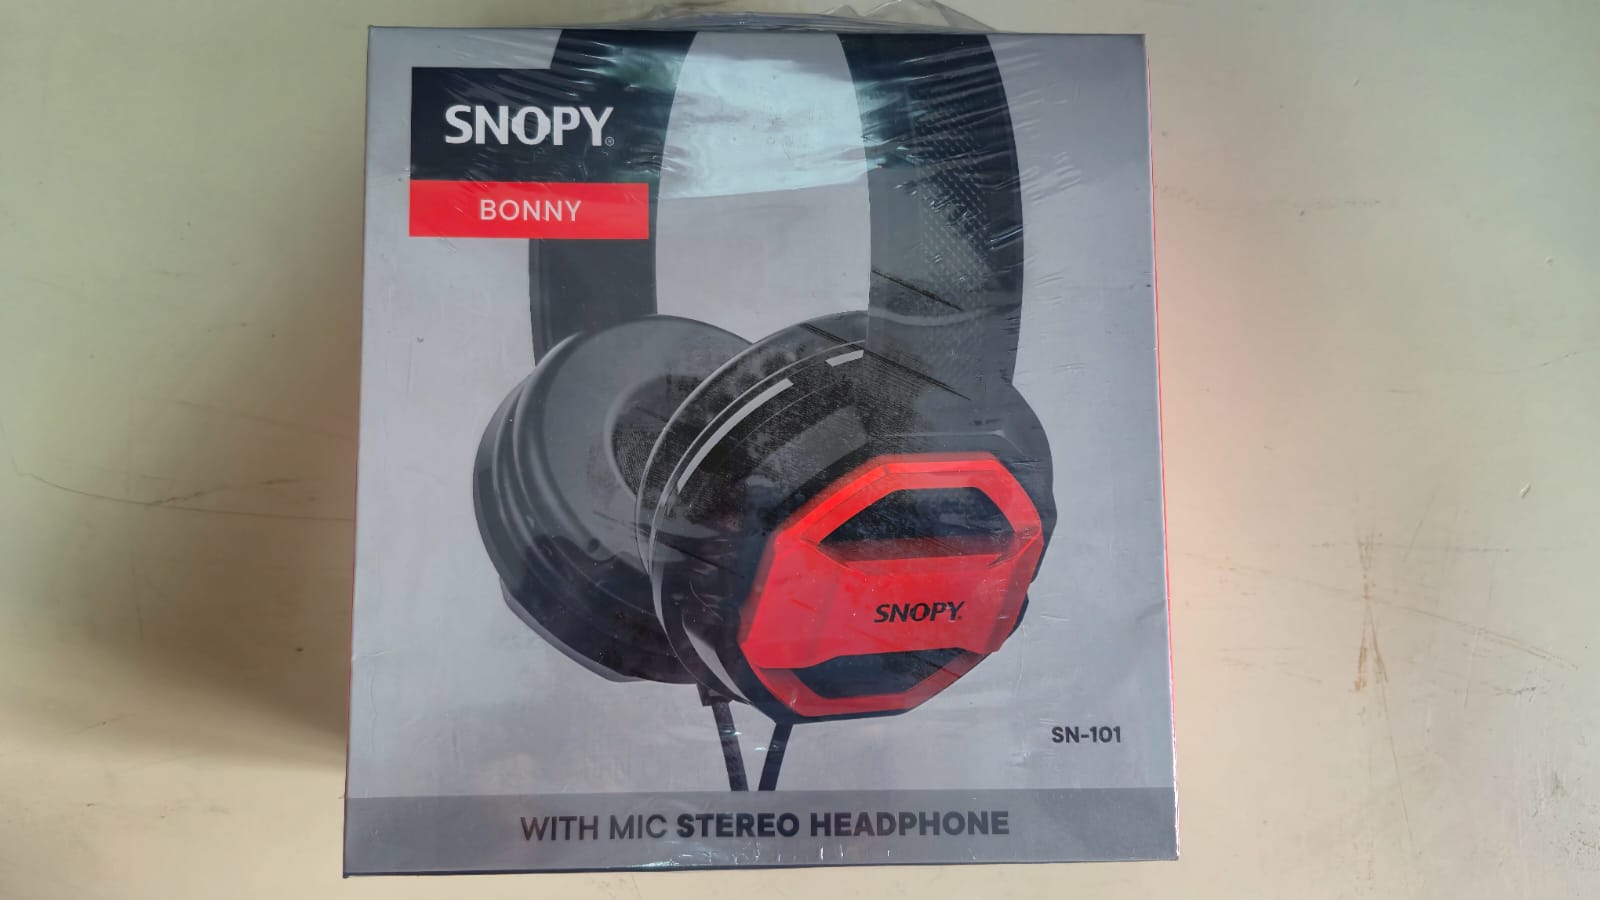 SNOPY®
BONNY
SNOPY
SN-101
WITH MIC STEREO HEADPHONE